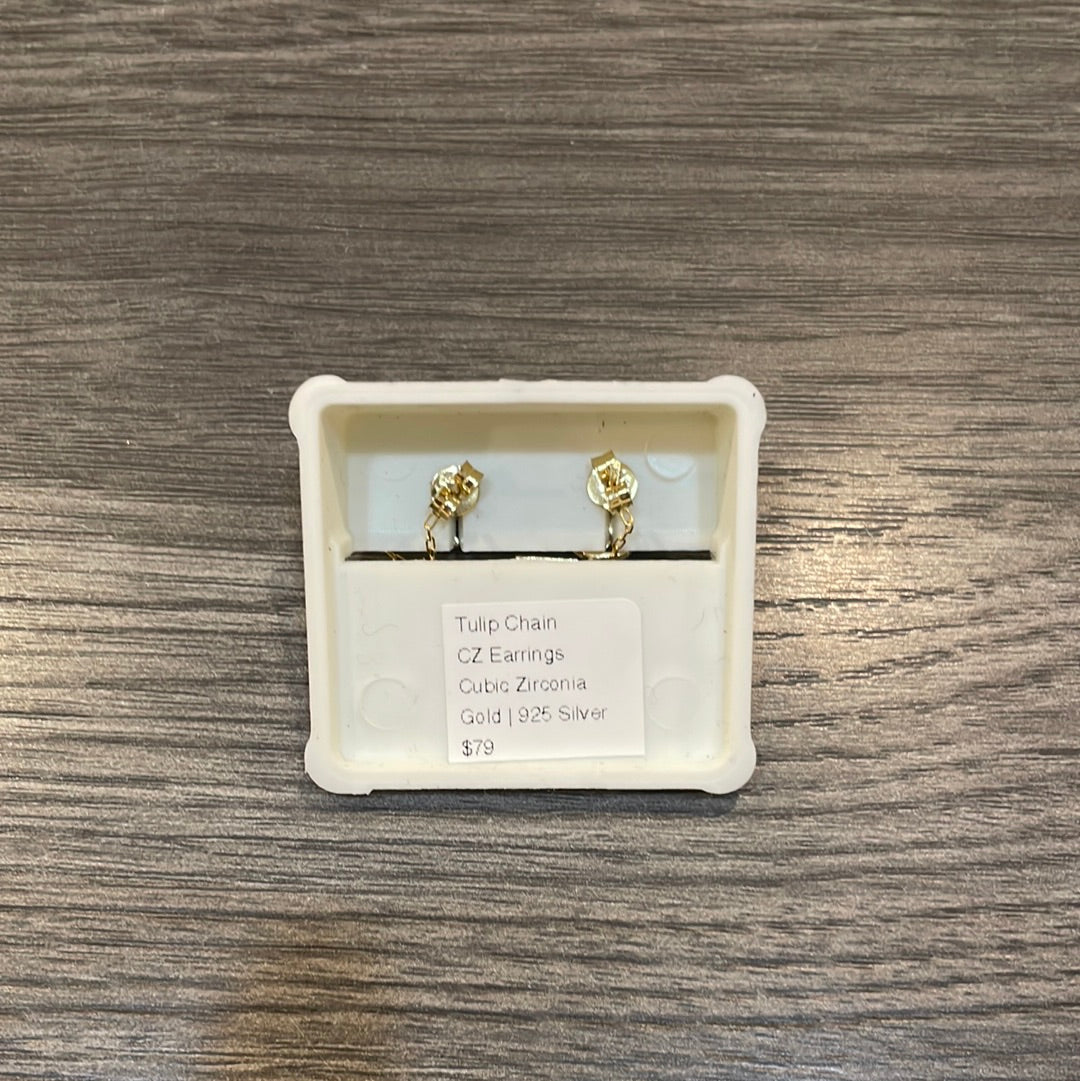 Tulip Chain
CZ Earrings
Cubic Zirconia
Gold | 925 Silver
$79